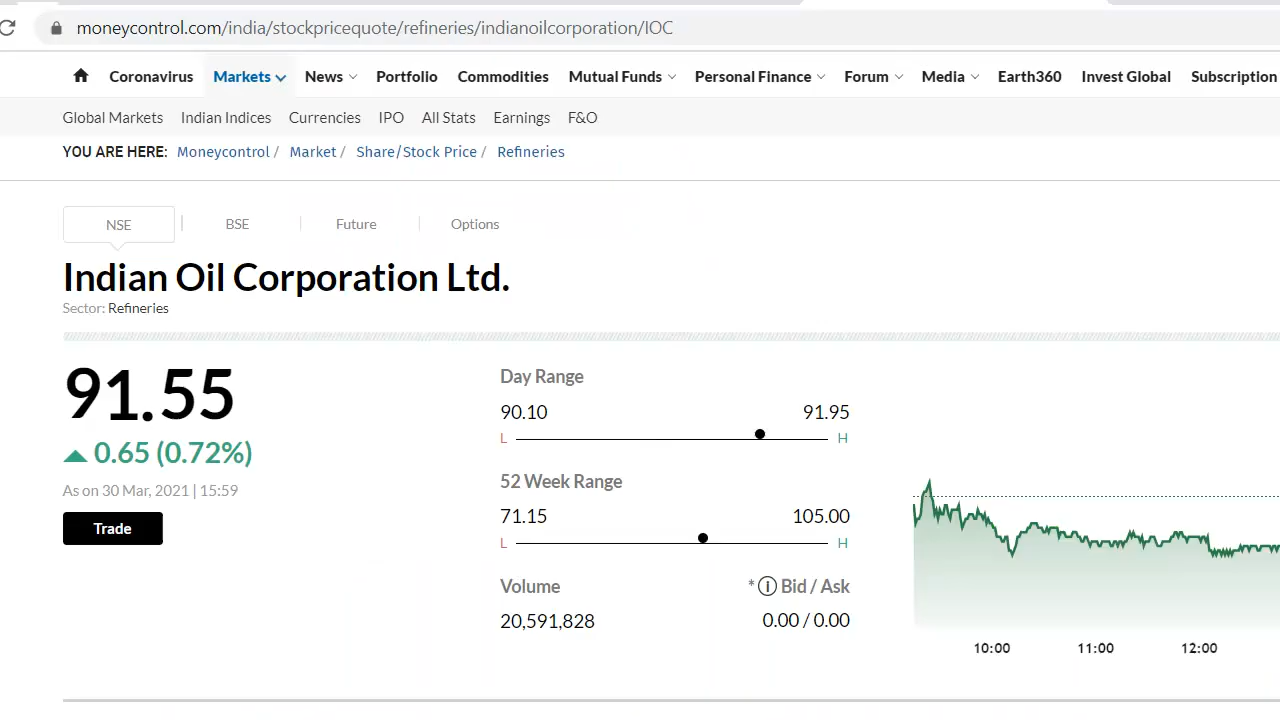 moneycontrol.com/india/stockpricequote/refineries/indianoilcorporation/IOC
Coronavirus Markets News Portfolio Commodities Mutual Funds Personal Finance Forum Media Earth360 Invest Global Subscription
Global Markets Indian Indices Currencies IPO All Stats Earnings F&O
YOU ARE HERE: Moneycontrol / Market / Share/Stock Price / Refineries
NSE BSE Future Options
Indian Oil Corporation Ltd.
Sector: Refineries
91.55
0.65 (0.72%)
As on 30 Mar, 2021 | 15:59
Trade
Day Range
90.10 91.95
L H
52 Week Range
71.15 105.00
L H
Volume * i Bid / Ask
20,591,828 0.00 / 0.00
10:00 11:00 12:00